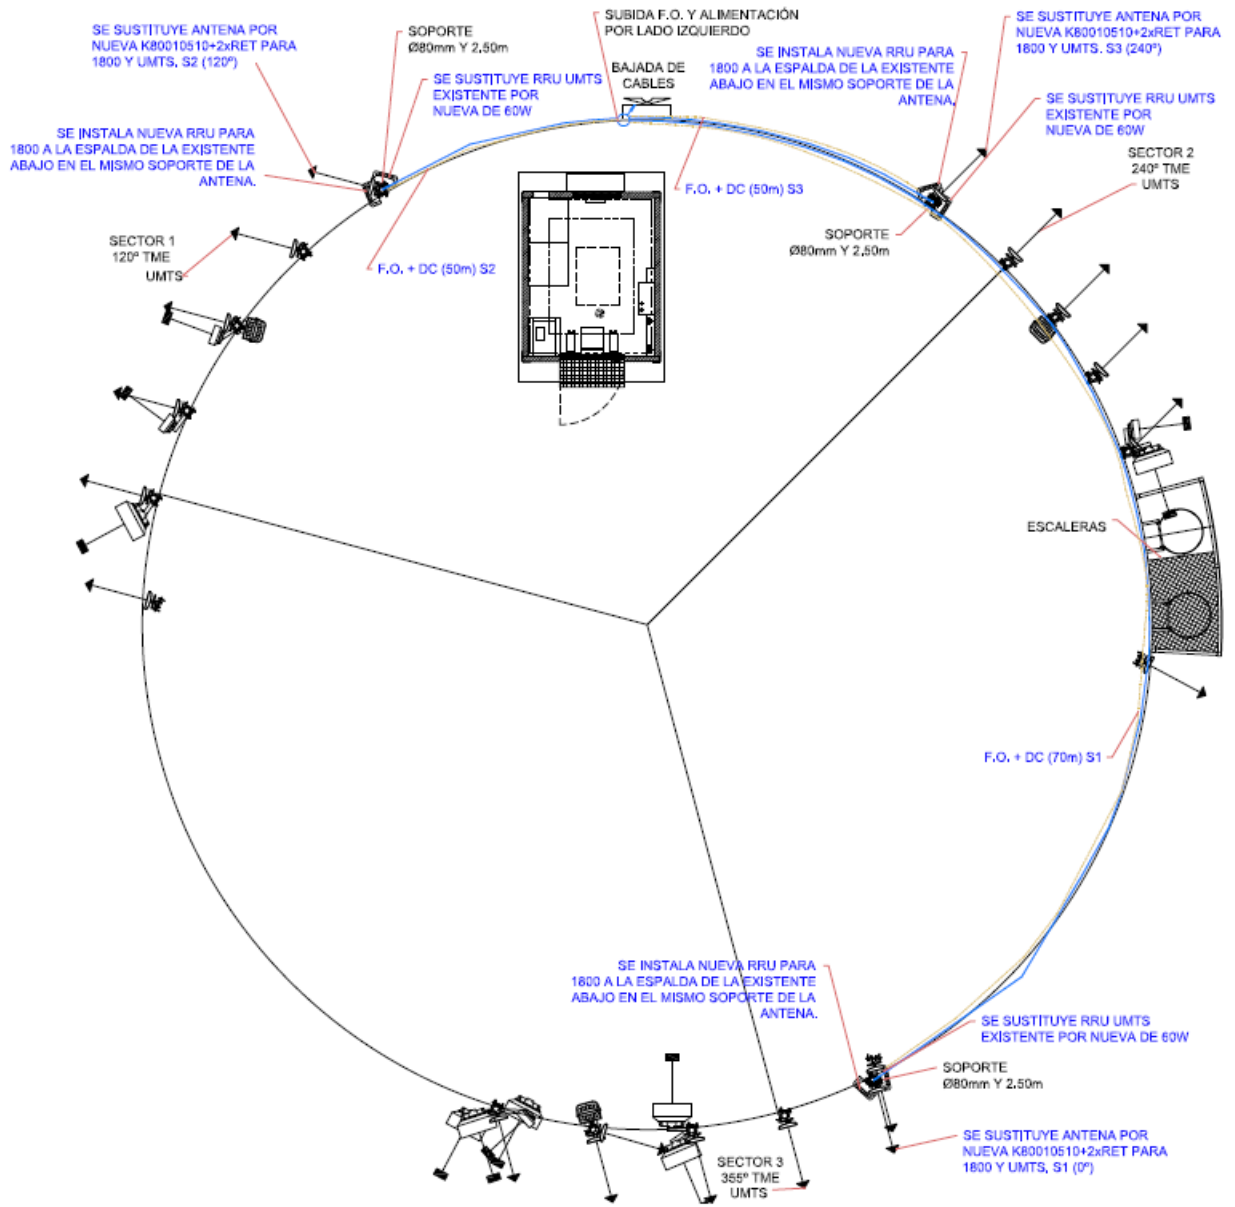 SE SUSTITUYE ANTENA POR
NUEVA K80010510+2xRET PARA
1800 Y UMTS. S2 (120º)
SOPORTE
Ø80mm Y 2.50m
SUBIDA F.O. Y ALIMENTACIÓN
POR LADO IZQUIERDO
SE SUSTITUYE ANTENA POR
NUEVA K80010510+2xRET PARA
1800 Y UMTS. S3 (240º)
SE INSTALA NUEVA RRU PARA
1800 A LA ESPALDA DE LA EXISTENTE
ABAJO EN EL MISMO SOPORTE DE LA
ANTENA.
BAJADA DE
CABLES
SE SUSTITUYE RRU UMTS
EXISTENTE POR
NUEVA DE 60W
SE SUSTITUYE RRU UMTS
EXISTENTE POR
NUEVA DE 60W
SE INSTALA NUEVA RRU PARA
1800 A LA ESPALDA DE LA EXISTENTE
ABAJO EN EL MISMO SOPORTE DE LA
ANTENA.
SECTOR 2
240º TME
UMTS
F.O. + DC (50m) S3
SECTOR 1
120º TME
UMTS
SOPORTE
Ø80mm Y 2.50m
F.O. + DC (50m) S2
ESCALERAS
F.O. + DC (70m) S1
SE INSTALA NUEVA RRU PARA
1800 A LA ESPALDA DE LA EXISTENTE
ABAJO EN EL MISMO SOPORTE DE LA
ANTENA.
SE SUSTITUYE RRU UMTS
EXISTENTE POR NUEVA DE 60W
SOPORTE
Ø80mm Y 2.50m
SE SUSTITUYE ANTENA POR
NUEVA K80010510+2xRET PARA
1800 Y UMTS, S1 (0º)
SECTOR 3
355º TME
UMTS